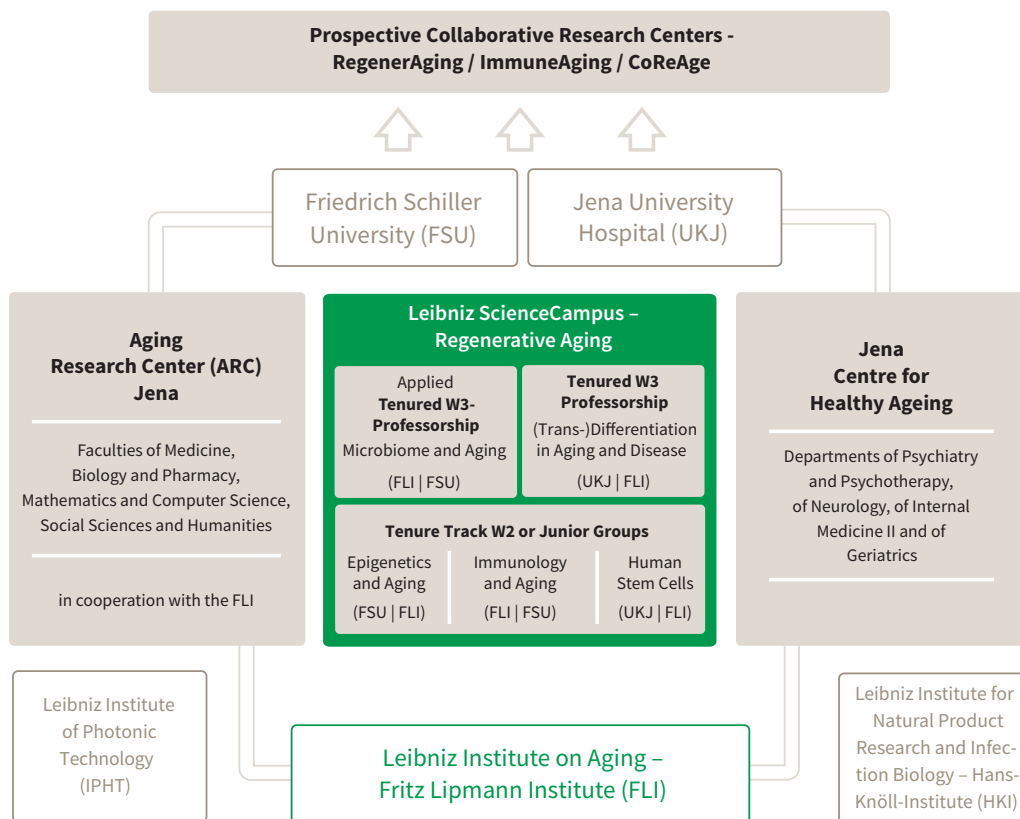 Prospective Collaborative Research Centers -
RegenerAging / ImmuneAging / CoReAge
Friedrich Schiller
University (FSU)
Jena University
Hospital (UKJ)
Aging
Research Center (ARC)
Jena
Faculties of Medicine,
Biology and Pharmacy,
Mathematics and Computer Science,
Social Sciences and Humanities
in cooperation with the FLI
Leibniz ScienceCampus –
Regenerative Aging
Applied
Tenured W3-
Professorship
Microbiome and Aging
(FLI | FSU)
Tenured W3
Professorship
(Trans-)Differentiation
in Aging and Disease
(UKJ | FLI)
Tenure Track W2 or Junior Groups
Epigenetics
and Aging
(FSU | FLI)
Immunology
and Aging
(FLI | FSU)
Human
Stem Cells
(UKJ | FLI)
Jena
Centre for
Healthy Ageing
Departments of Psychiatry
and Psychotherapy,
of Neurology, of Internal
Medicine II and of
Geriatrics
Leibniz Institute
of Photonic
Technology
(IPHT)
Leibniz Institute on Aging –
Fritz Lipmann Institute (FLI)
Leibniz Institute for
Natural Product
Research and Infec-
tion Biology – Hans-
Knöll-Institute (HKI)